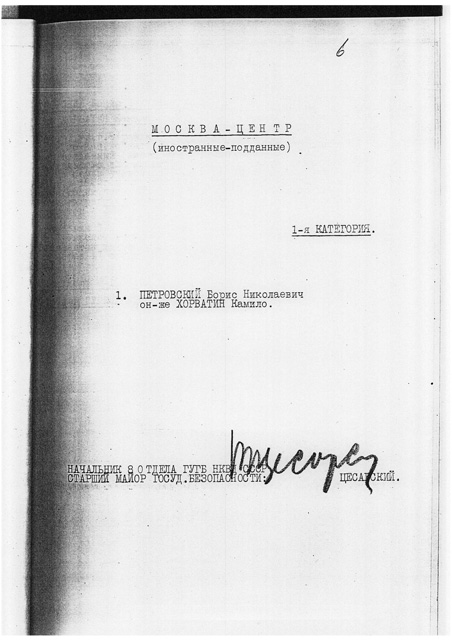 6
МОСКВА-ЦЕНТР
(иностранные-подданные)
1-я КАТЕГОРИЯ.
1. ПЕТРОВСКИЙ Борис Николаевич
он-же ХОРВАТИН Камило.
НАЧАЛЬНИК 8 ОТДЕЛА ГУГБ НКВД СССР
СТАРШИЙ МАЙОР ГОСУД.БЕЗОПАСНОСТИ: ЦЕСАРСКИЙ.